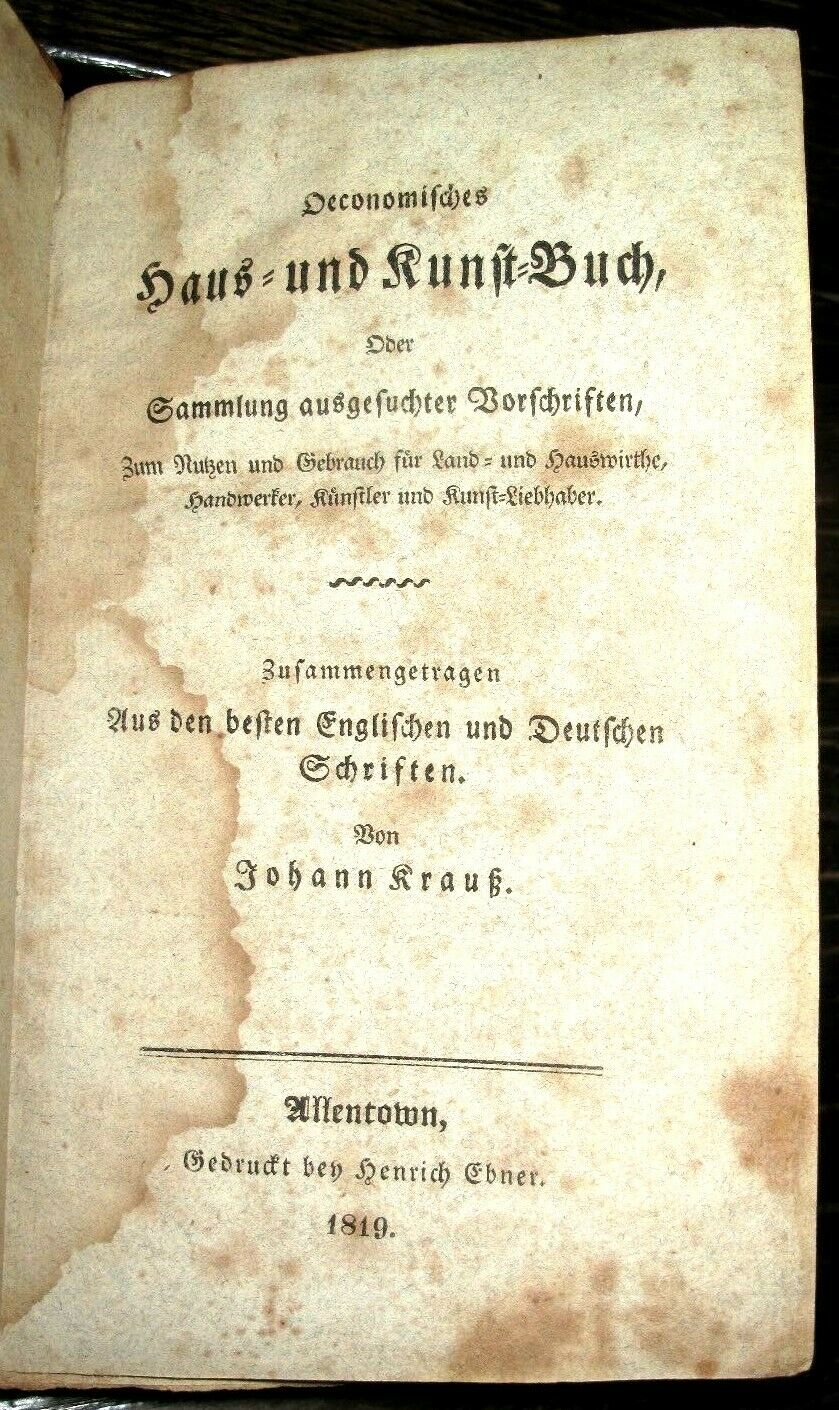 Oeconomisches
Haus- und Kunst-Buch,
Oder
Sammlung ausgesuchter Vorschriften,
Zum Nutzen und Gebrauch für Land- und Hauswirthe,
Handwerker, Künstler und Kunst-Liebhaber.
Zusammengetragen
Aus den besten Englischen und Deutschen
Schriften.
Von
Johann Krauß.
Allentown,
Gedruckt bey Henrich Ebner.
1819.